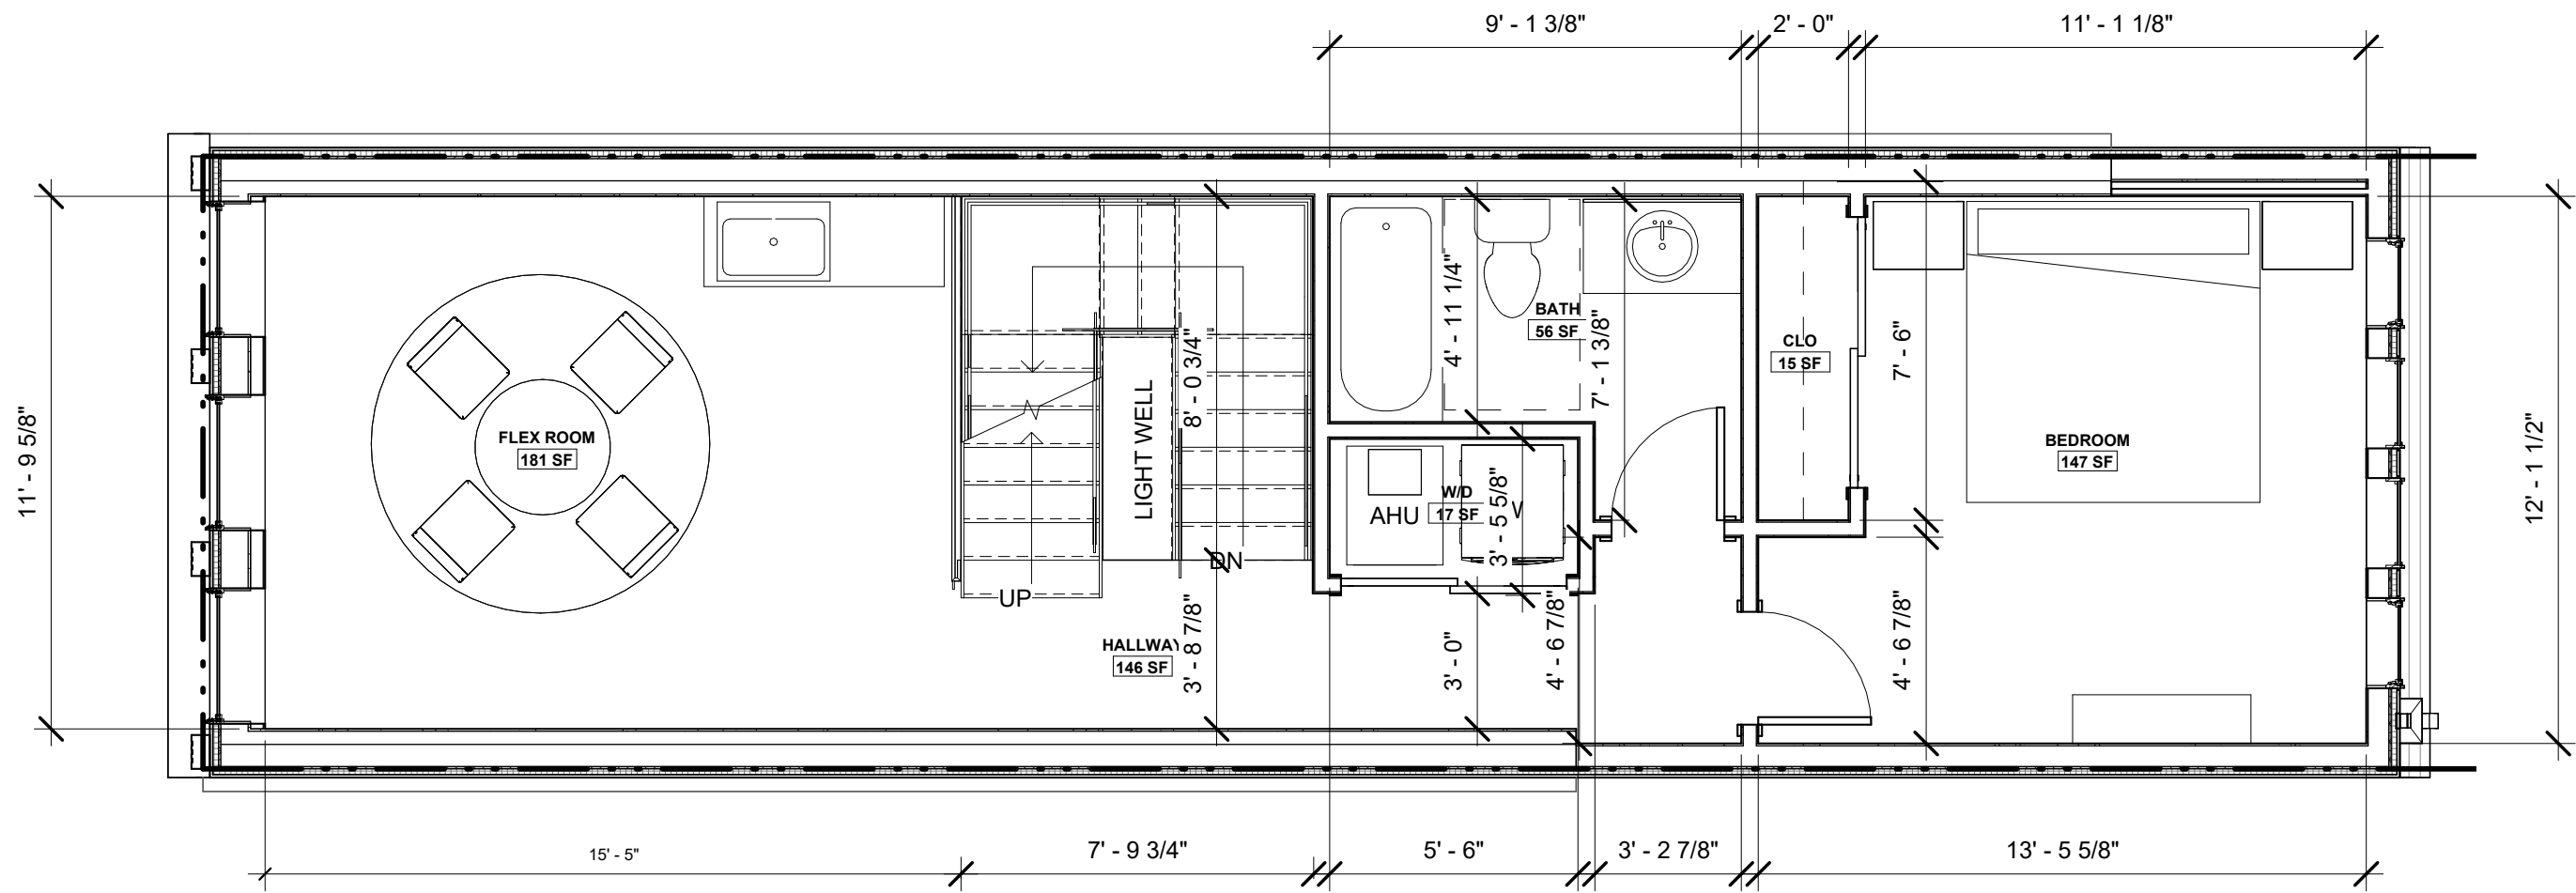 9' - 1 3/8"
2' - 0"
11' - 1 1/8"
11' - 9 5/8"
FLEX ROOM
181 SF
UP
LIGHT WELL
DN
8' - 0 3/4"
3' - 8 7/8"
HALLWAY
146 SF
4' - 11 1/4"
BATH
56 SF
7' - 1 3/8"
AHU
W/D
17 SF
3' - 5 5/8"
3' - 0"
4' - 6 7/8"
CLO
15 SF
7' - 6"
4' - 6 7/8"
BEDROOM
147 SF
12' - 1 1/2"
15' - 5"
7' - 9 3/4"
5' - 6"
3' - 2 7/8"
13' - 5 5/8"